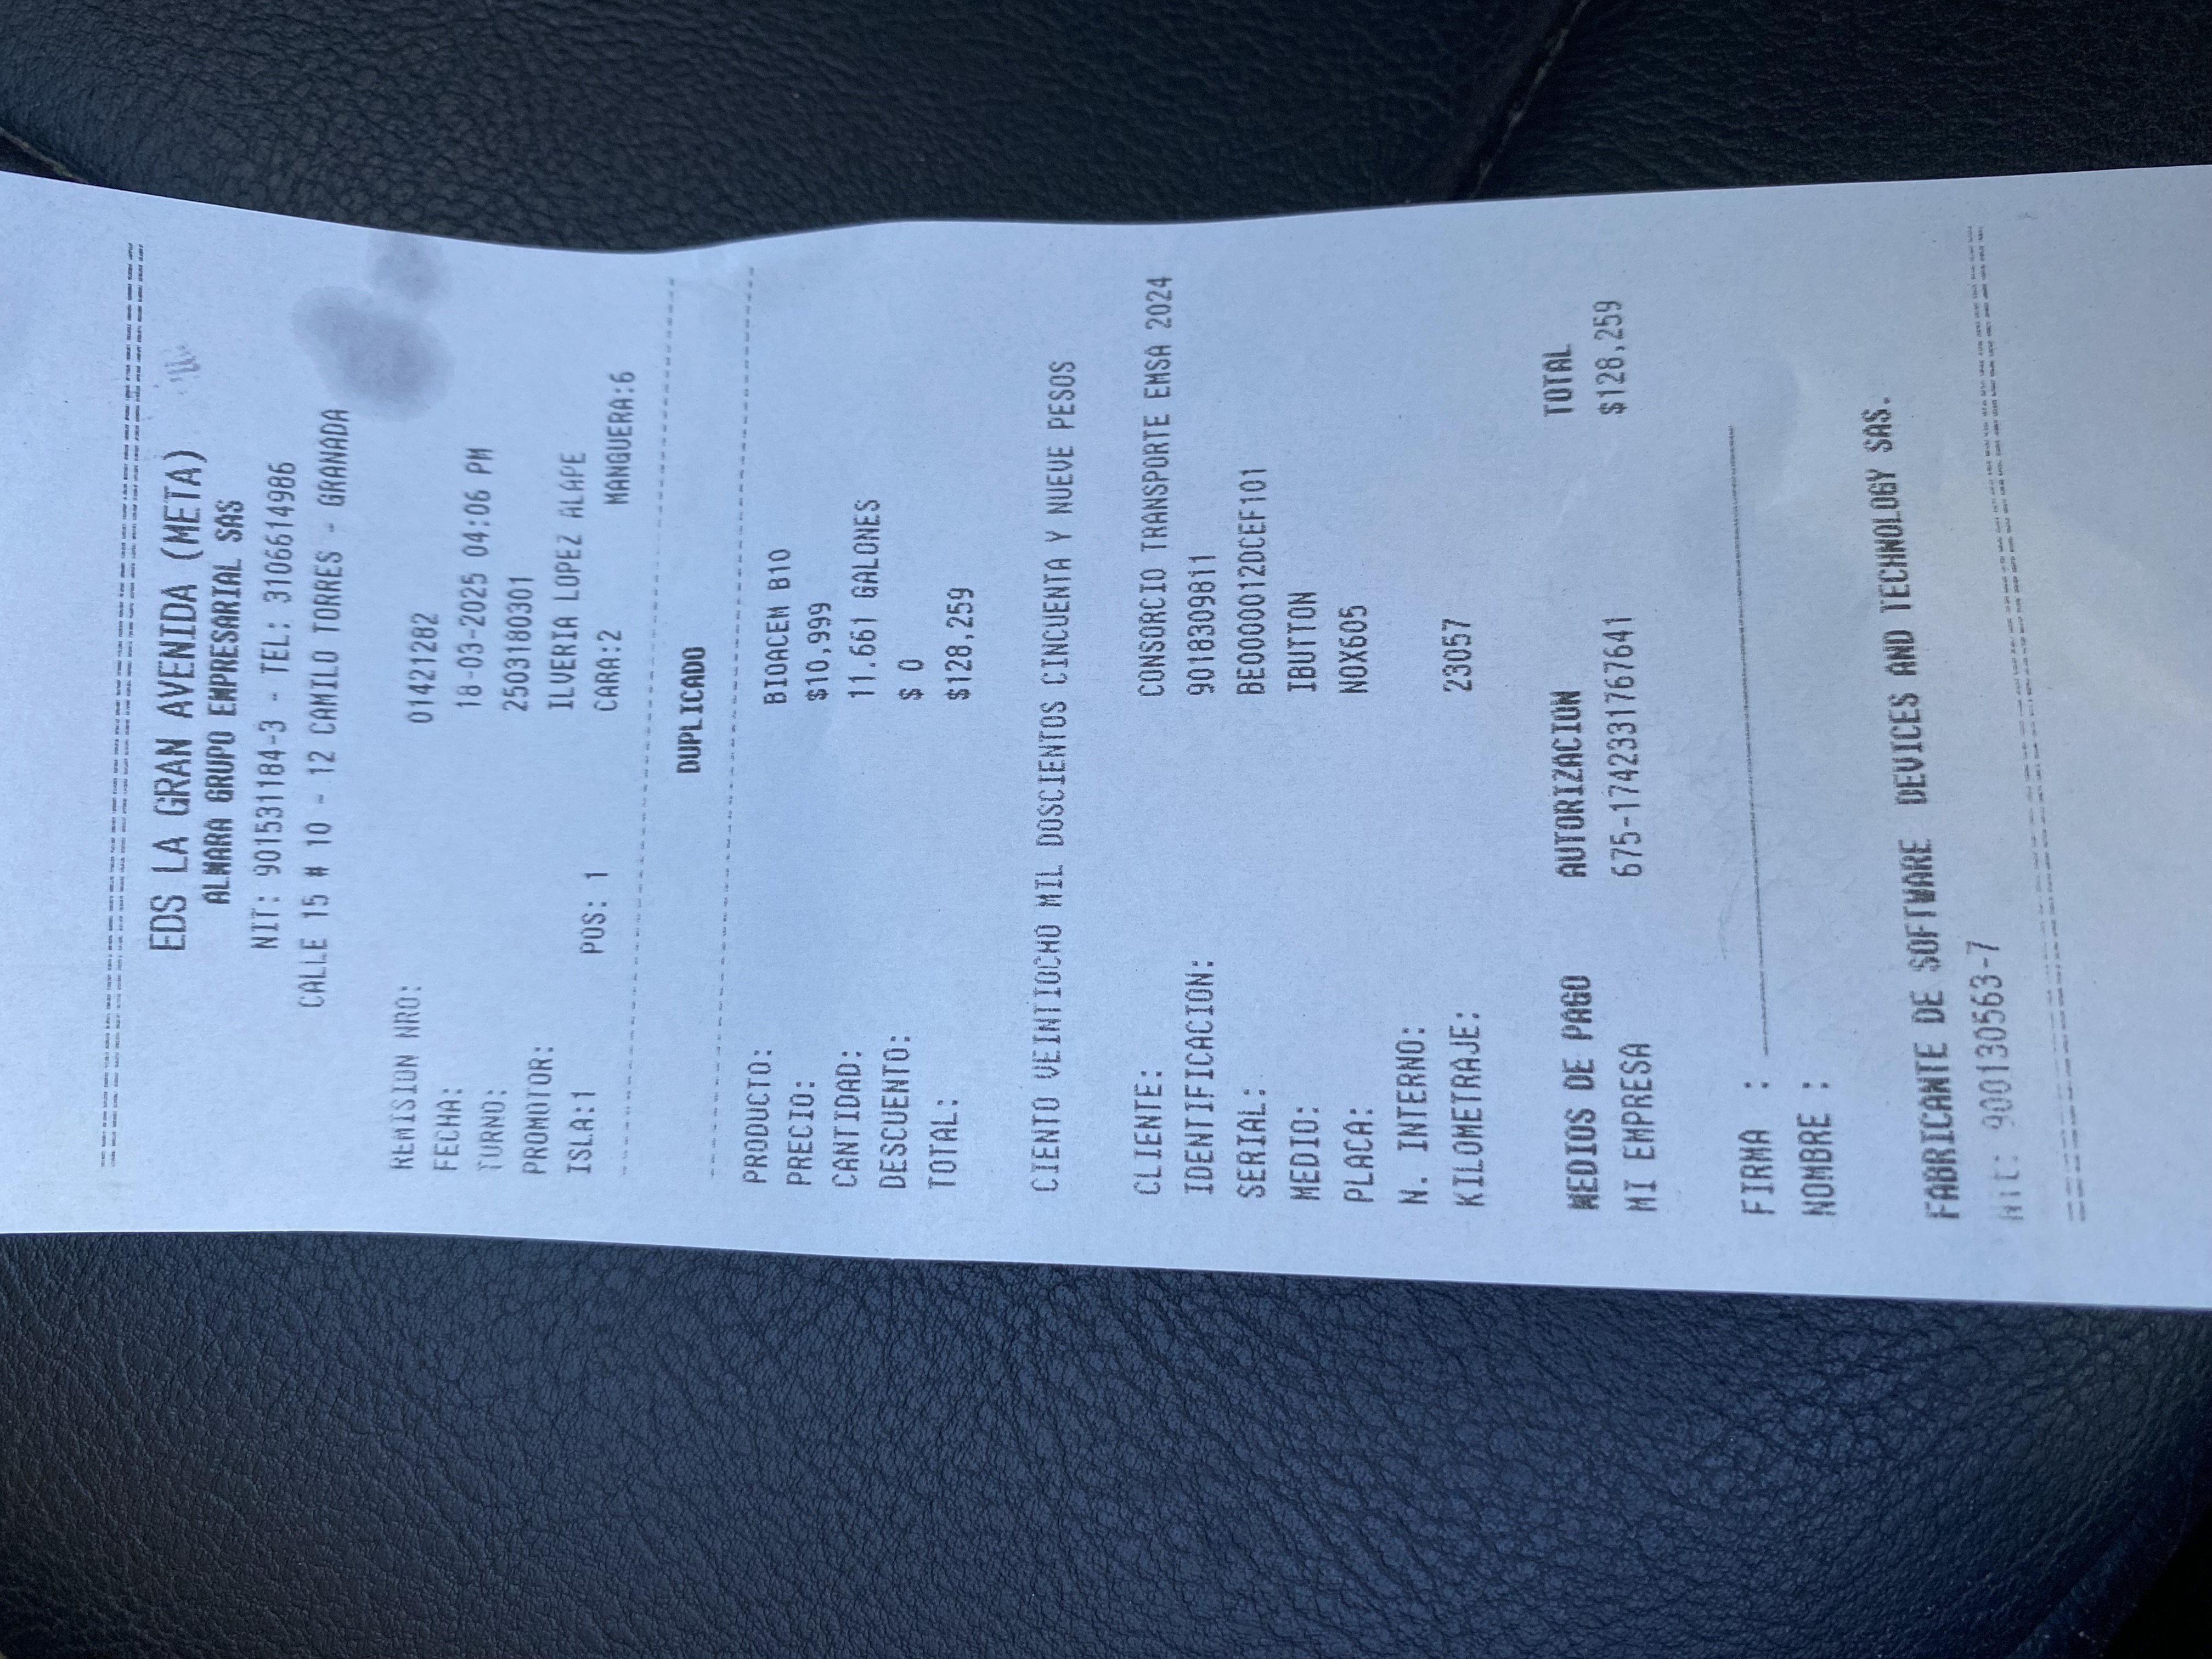 EDS LA GRAN AVENIDA (META)
ALMARA GRUPO EMPRESARIAL SAS
NIT: 901531184-3 - TEL: 3106614986
CALLE 15 # 10 - 12 CAMILO TORRES - GRANADA
REMISION NRO: 01421282
FECHA: 18-03-2025 04:06 PM
TURNO: 2503180301
PROMOTOR: ILVERIA LOPEZ ALAPE
ISLA:1 POS: 1 CARA:2 MANGUERA:6
DUPLICADO
PRODUCTO: BIOACEM B10
PRECIO: $10,999
CANTIDAD: 11.661 GALONES
DESCUENTO: $ 0
TOTAL: $128,259
CIENTO VEINTIOCHO MIL DOSCIENTOS CINCUENTA Y NUEVE PESOS
CLIENTE: CONSORCIO TRANSPORTE EMSA 2024
IDENTIFICACION: 9018309811
SERIAL: BE0000012DCEF101
MEDIO: IBUTTON
PLACA: NOX605
N. INTERNO:
KILOMETRAJE: 23057
MEDIOS DE PAGO AUTORIZACION TOTAL
MI EMPRESA 675-1742331767641 $128,259
FIRMA :
NOMBRE :
FABRICANTE DE SOFTWARE DEVICES AND TECHNOLOGY SAS.
Nit: 900130563-7